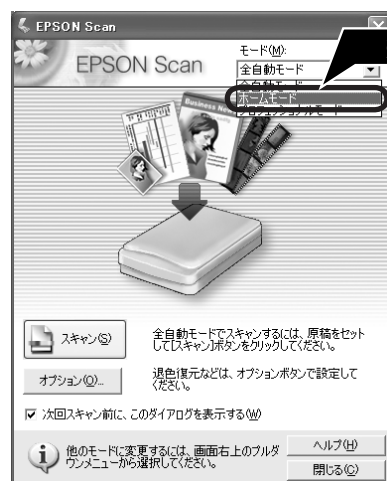 EPSON Scan
EPSON Scan
モード(M):
全自動モード
全自動モード
ホームモード
プロフェッショナルモード
Business News
スキャン(S)
全自動モードでスキャンするには、原稿をセット
して[スキャン]ボタンをクリックしてください。
オプション(O)...
退色復元などは、オプションボタンで設定して
ください。
次回スキャン前に、このダイアログを表示する(W)
他のモードに変更するには、画面右上のプルダ
ウンメニューから選択してください。
ヘルプ(H)
閉じる(C)